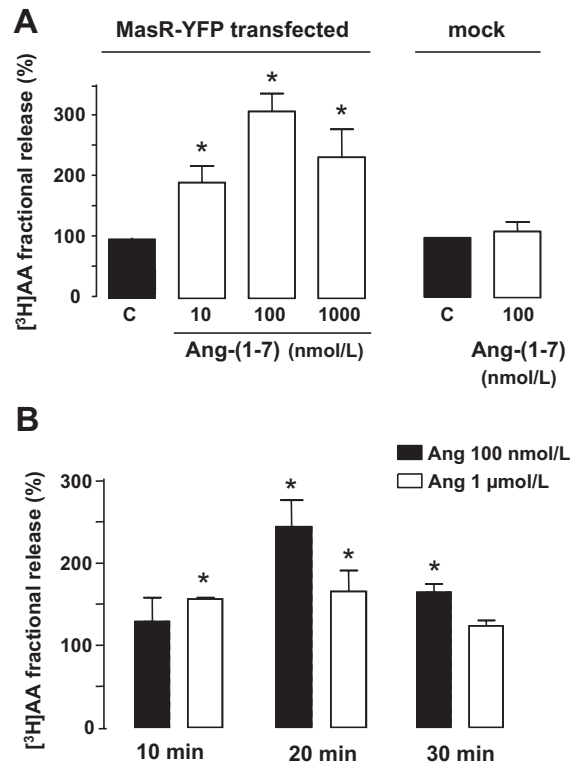 A
MasR-YFP transfected
mock
[³H]AA fractional release (%)
300
200
100
0
*
*
*
C
10
100
1000
C
100
Ang-(1-7) (nmol/L)
Ang-(1-7)
(nmol/L)
B
Ang 100 nmol/L
Ang 1 µmol/L
[³H]AA fractional release (%)
300
200
100
0
*
*
*
*
10 min
20 min
30 min